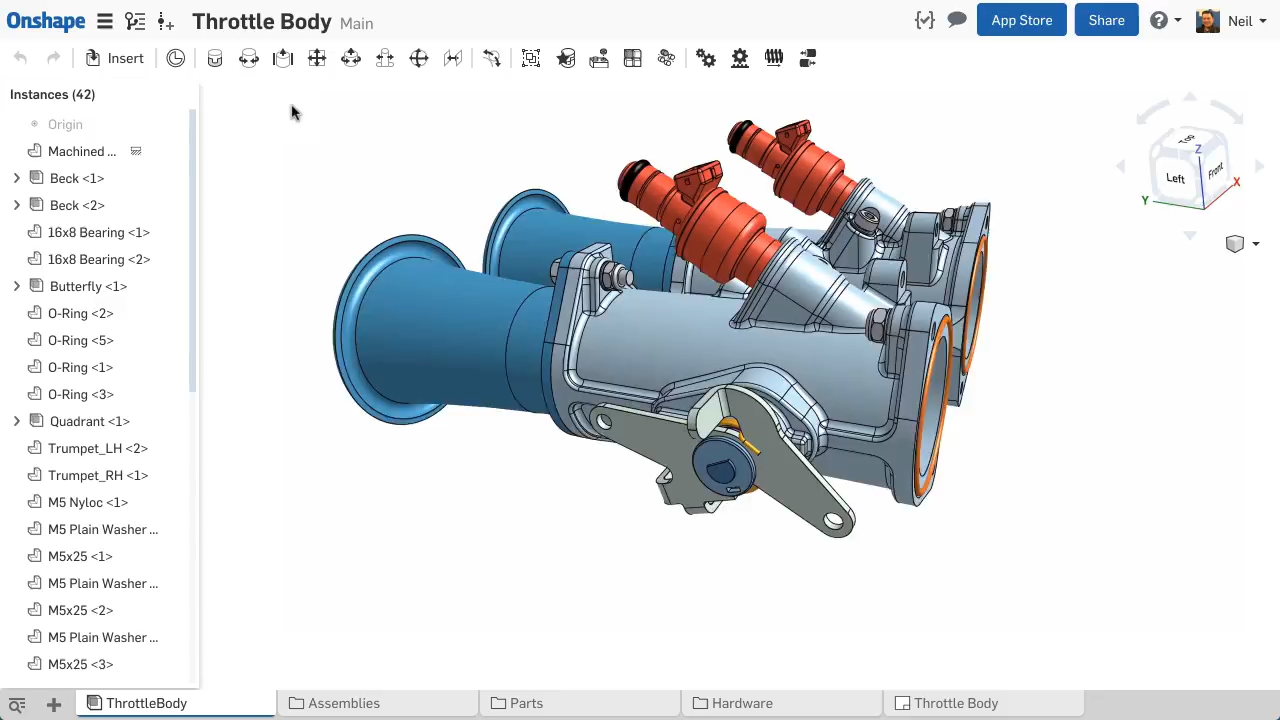 Onshape Throttle Body Main App Store Share Neil
Insert
Instances (42)
Origin
Machined ...
Beck <1>
Beck <2>
16x8 Bearing <1>
16x8 Bearing <2>
Butterfly <1>
O-Ring <2>
O-Ring <5>
O-Ring <1>
O-Ring <3>
Quadrant <1>
Trumpet_LH <2>
Trumpet_RH <1>
M5 Nyloc <1>
M5 Plain Washer ...
M5x25 <1>
M5 Plain Washer ...
M5x25 <2>
M5 Plain Washer ...
M5x25 <3>
Top
Z
Left Front
X
Y
ThrottleBody Assemblies Parts Hardware Throttle Body